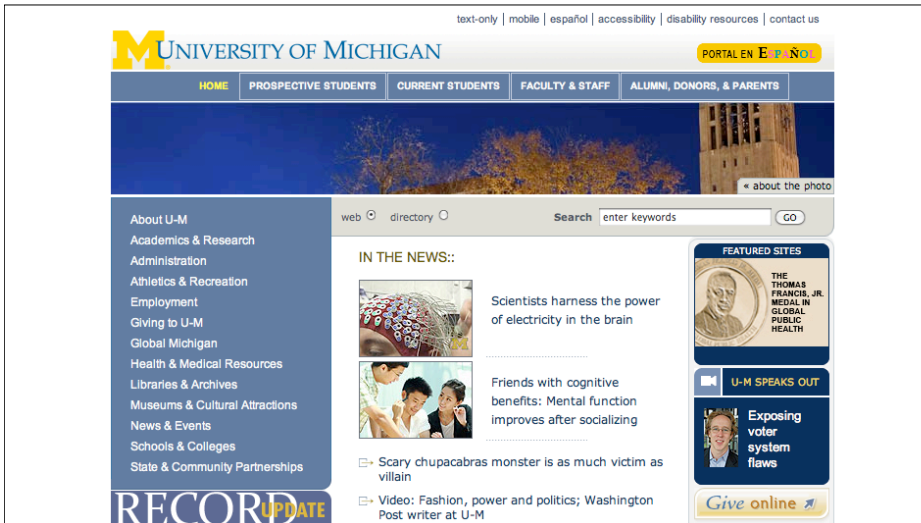 text-only | mobile | español | accessibility | disability resources | contact us
M UNIVERSITY OF MICHIGAN
PORTAL EN ESPAÑOL
HOME PROSPECTIVE STUDENTS CURRENT STUDENTS FACULTY & STAFF ALUMNI, DONORS, & PARENTS
« about the photo
web directory Search enter keywords GO
About U-M
Academics & Research
Administration
Athletics & Recreation
Employment
Giving to U-M
Global Michigan
Health & Medical Resources
Libraries & Archives
Museums & Cultural Attractions
News & Events
Schools & Colleges
State & Community Partnerships
RECORD UPDATE
IN THE NEWS::
M
Scientists harness the power
of electricity in the brain
Friends with cognitive
benefits: Mental function
improves after socializing
Scary chupacabras monster is as much victim as
villain
Video: Fashion, power and politics; Washington
Post writer at U-M
FEATURED SITES
THE
THOMAS
FRANCIS, JR.
MEDAL IN
GLOBAL
PUBLIC
HEALTH
U-M SPEAKS OUT
Exposing
voter
system
flaws
Give online